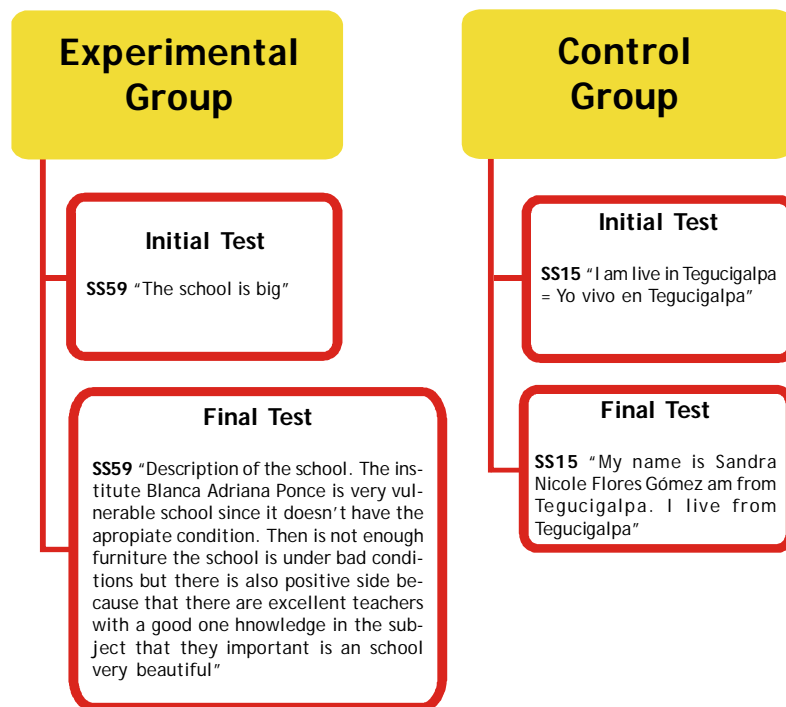 Experimental
Group
Initial Test
SS59 “The school is big”
Final Test
SS59 “Description of the school. The ins-
titute Blanca Adriana Ponce is very vul-
nerable school since it doesn’t have the
apropiate condition. Then is not enough
furniture the school is under bad condi-
tions but there is also positive side be-
cause that there are excellent teachers
with a good one hnowledge in the sub-
ject that they important is an school
very beautiful”
Control
Group
Initial Test
SS15 “I am live in Tegucigalpa
= Yo vivo en Tegucigalpa”
Final Test
SS15 “My name is Sandra
Nicole Flores Gómez am from
Tegucigalpa. I live from
Tegucigalpa”